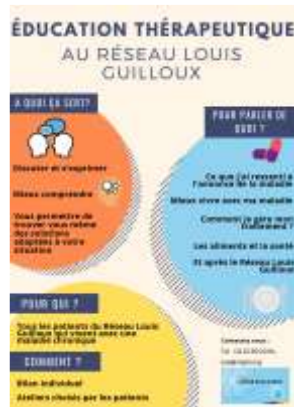 ÉDUCATION THÉRAPEUTIQUE
AU RÉSEAU LOUIS
GUILLOUX
A QUOI ÇA SERT?
Discuter et s'exprimer
Mieux comprendre
Vous permettre de
trouver vous même
des solutions
adaptées à votre
situation
POUR PARLER DE
QUOI ?
Ce que j'ai ressenti à
l'annonce de la maladie
Mieux vivre avec ma maladie
Comment je gère mon
traitement ?
Les aliments et la santé
Et après le Réseau Louis
Guilloux
POUR QUI ?
Tous les patients du Réseau Louis
Guilloux qui vivent avec une
maladie chronique
COMMENT ?
Bilan individuel
Ateliers choisis par les patients
Contactez nous :